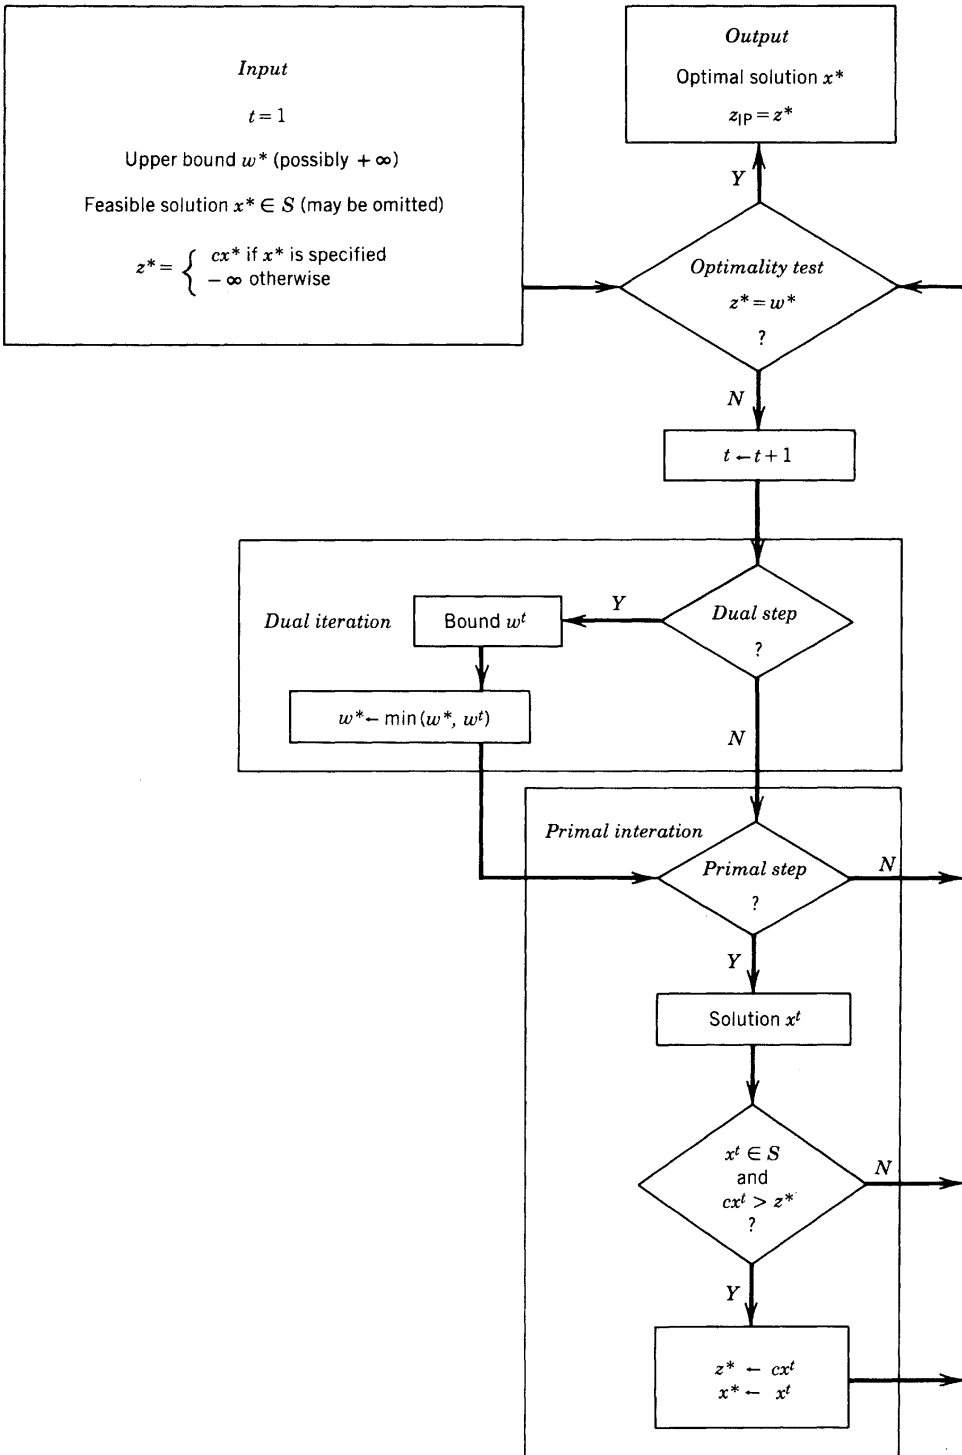 Input
t = 1
Upper bound w* (possibly + ∞)
Feasible solution x* ∈ S (may be omitted)
z* = { cx* if x* is specified
− ∞ otherwise
Output
Optimal solution x*
z_IP = z*
Y
Optimality test
z* = w*
?
N
t ← t + 1
Dual iteration
Bound w^t
Y
Dual step
?
w* ← min (w*, w^t)
N
Primal interation
Primal step
?
N
Y
Solution x^t
x^t ∈ S
and
cx^t > z*
?
N
Y
z* ← cx^t
x* ← x^t